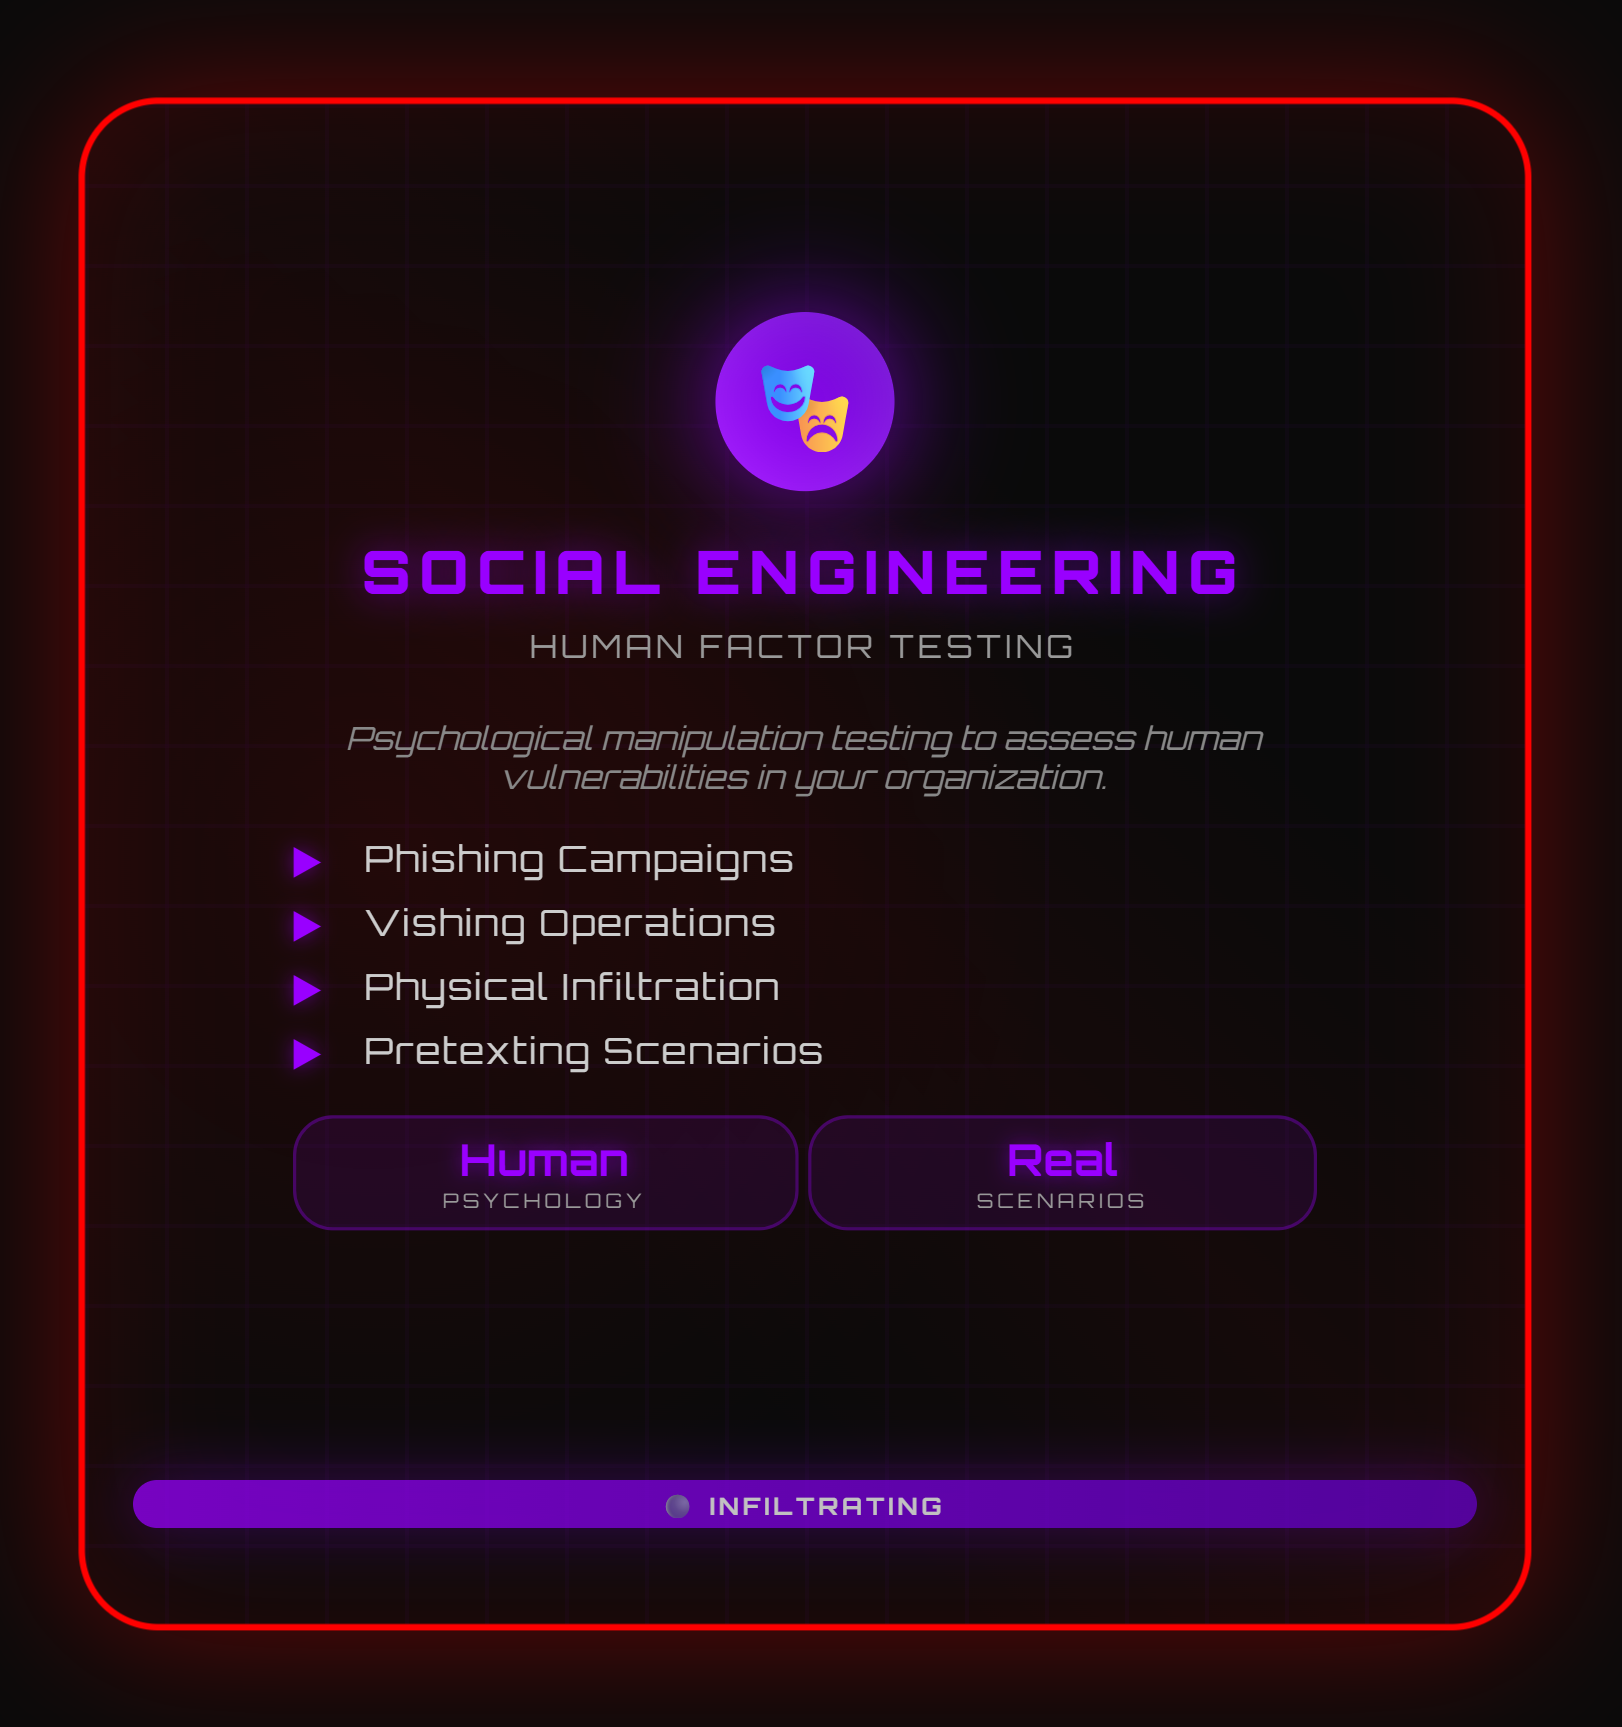 SOCIAL ENGINEERING
HUMAN FACTOR TESTING
Psychological manipulation testing to assess human
vulnerabilities in your organization.
Phishing Campaigns
Vishing Operations
Physical Infiltration
Pretexting Scenarios
Human
PSYCHOLOGY
Real
SCENARIOS
INFILTRATING